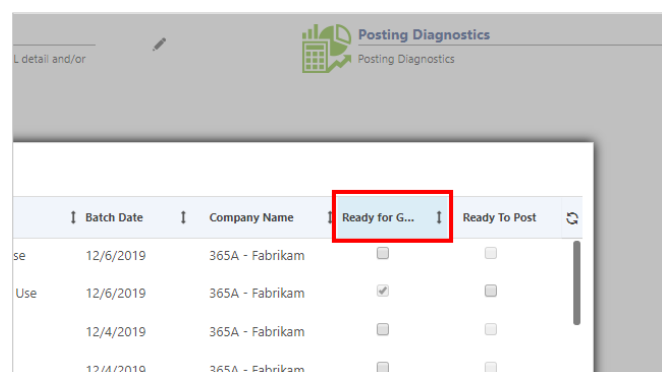 Posting Diagnostics
L detail and/or Posting Diagnostics
Batch Date Company Name Ready for G... Ready To Post
se 12/6/2019 365A - Fabrikam
Use 12/6/2019 365A - Fabrikam
12/4/2019 365A - Fabrikam
12/4/2019 365A - Fabrikam